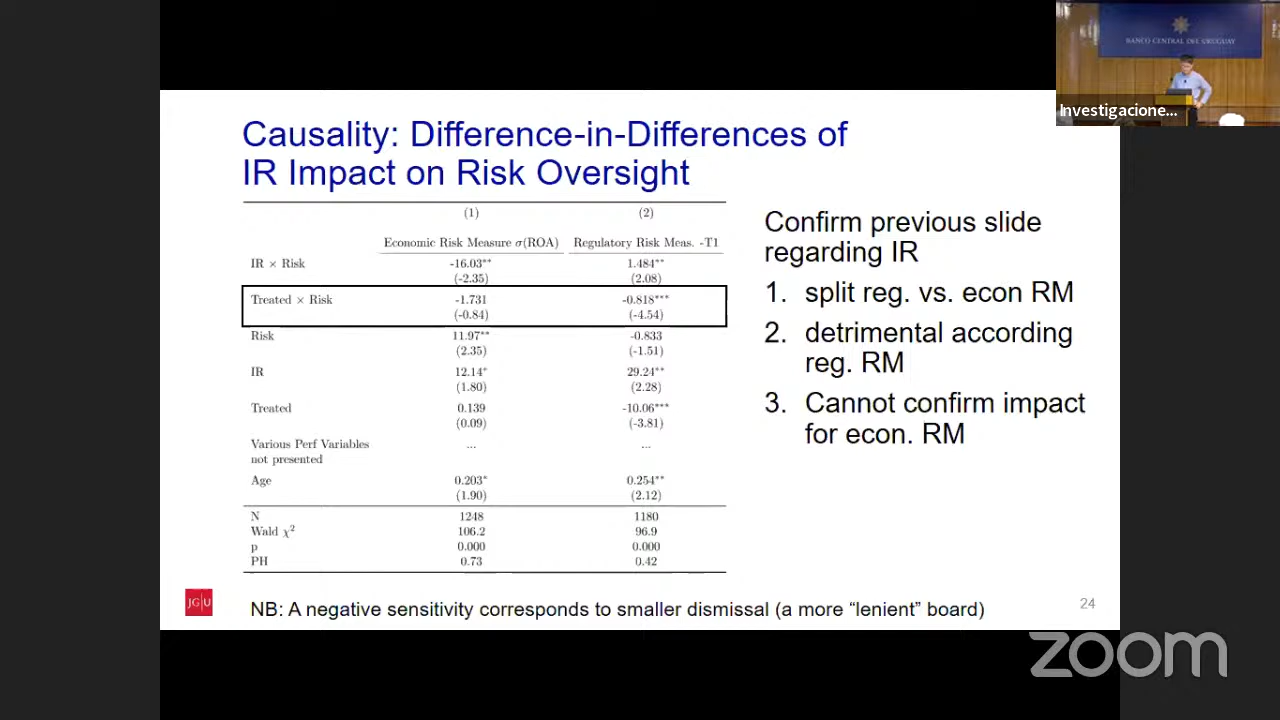 BANCO CENTRAL DEL URUGUAY
Investigacione...
Causality: Difference-in-Differences of
IR Impact on Risk Oversight
(1) (2)
Economic Risk Measure σ(ROA) Regulatory Risk Meas. -T1
IR × Risk -16.03** 1.484**
(-2.35) (2.08)
Treated × Risk -1.731 -0.818***
(-0.84) (-4.54)
Risk 11.97** -0.833
(2.35) (-1.51)
IR 12.14* 29.24**
(1.80) (2.28)
Treated 0.139 -10.06***
(0.09) (-3.81)
Various Perf Variables ... ...
not presented
Age 0.203* 0.254**
(1.90) (2.12)
N 1248 1180
Wald χ² 106.2 96.9
p 0.000 0.000
PH 0.73 0.42
Confirm previous slide
regarding IR
1. split reg. vs. econ RM
2. detrimental according
reg. RM
3. Cannot confirm impact
for econ. RM
JG|U
NB: A negative sensitivity corresponds to smaller dismissal (a more “lenient” board)
24
zoom